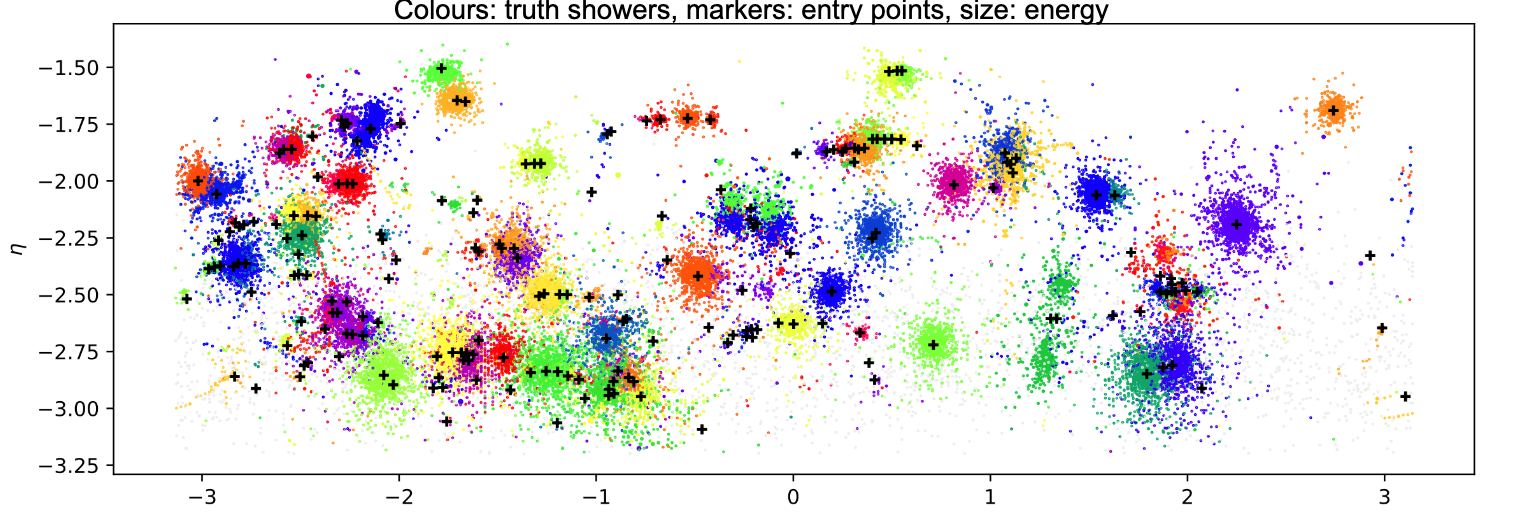 Colours: truth showers, markers: entry points, size: energy
−1.50
−1.75
−2.00
−2.25
−2.50
−2.75
−3.00
−3.25
η
−3 −2 −1 0 1 2 3